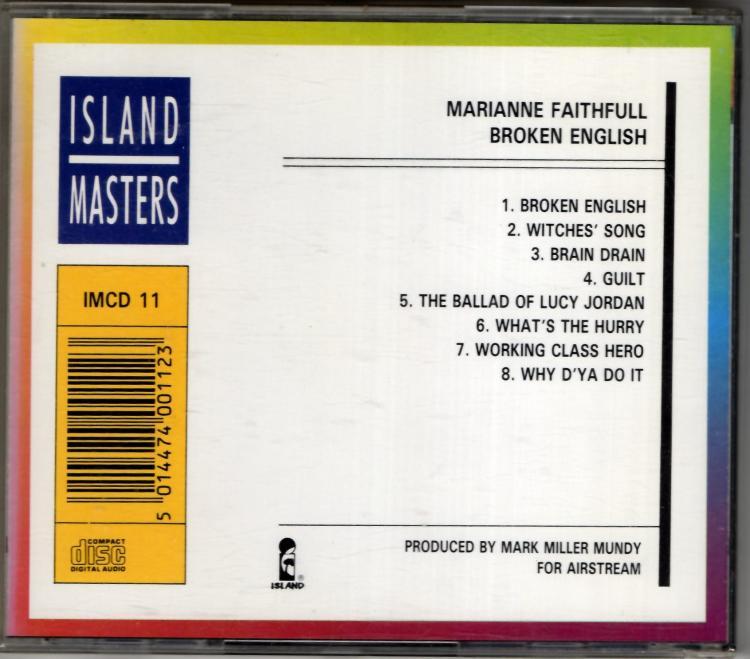 ISLAND
MASTERS
IMCD 11
5 014474 001123
COMPACT
disc
DIGITAL AUDIO
MARIANNE FAITHFULL
BROKEN ENGLISH
1. BROKEN ENGLISH
2. WITCHES' SONG
3. BRAIN DRAIN
4. GUILT
5. THE BALLAD OF LUCY JORDAN
6. WHAT'S THE HURRY
7. WORKING CLASS HERO
8. WHY D'YA DO IT
ISLAND®
PRODUCED BY MARK MILLER MUNDY
FOR AIRSTREAM